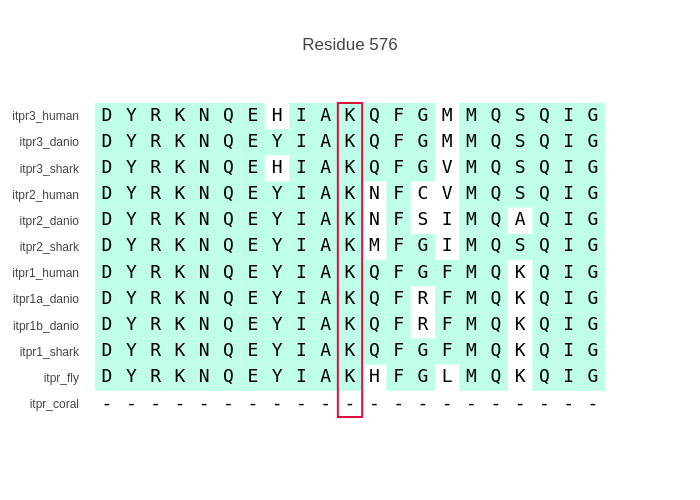 Residue 576
itpr3_human D Y R K N Q E H I A K Q F G M M Q S Q I G
itpr3_danio D Y R K N Q E Y I A K Q F G M M Q S Q I G
itpr3_shark D Y R K N Q E H I A K Q F G V M Q S Q I G
itpr2_human D Y R K N Q E Y I A K N F C V M Q S Q I G
itpr2_danio D Y R K N Q E Y I A K N F S I M Q A Q I G
itpr2_shark D Y R K N Q E Y I A K M F G I M Q S Q I G
itpr1_human D Y R K N Q E Y I A K Q F G F M Q K Q I G
itpr1a_danio D Y R K N Q E Y I A K Q F R F M Q K Q I G
itpr1b_danio D Y R K N Q E Y I A K Q F R F M Q K Q I G
itpr1_shark D Y R K N Q E Y I A K Q F G F M Q K Q I G
itpr_fly D Y R K N Q E Y I A K H F G L M Q K Q I G
itpr_coral - - - - - - - - - - - - - - - - - - - - -